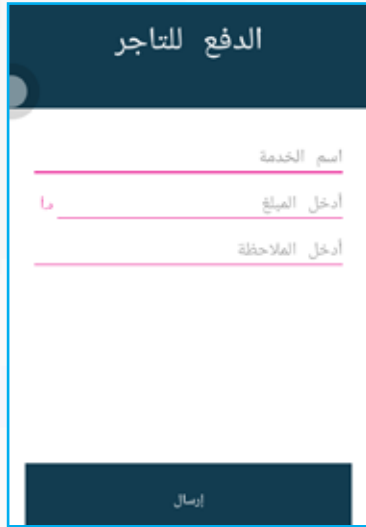 الدفع للتاجر
اسم الخدمة
أدخل المبلغ
أدخل الملاحظة
إرسال